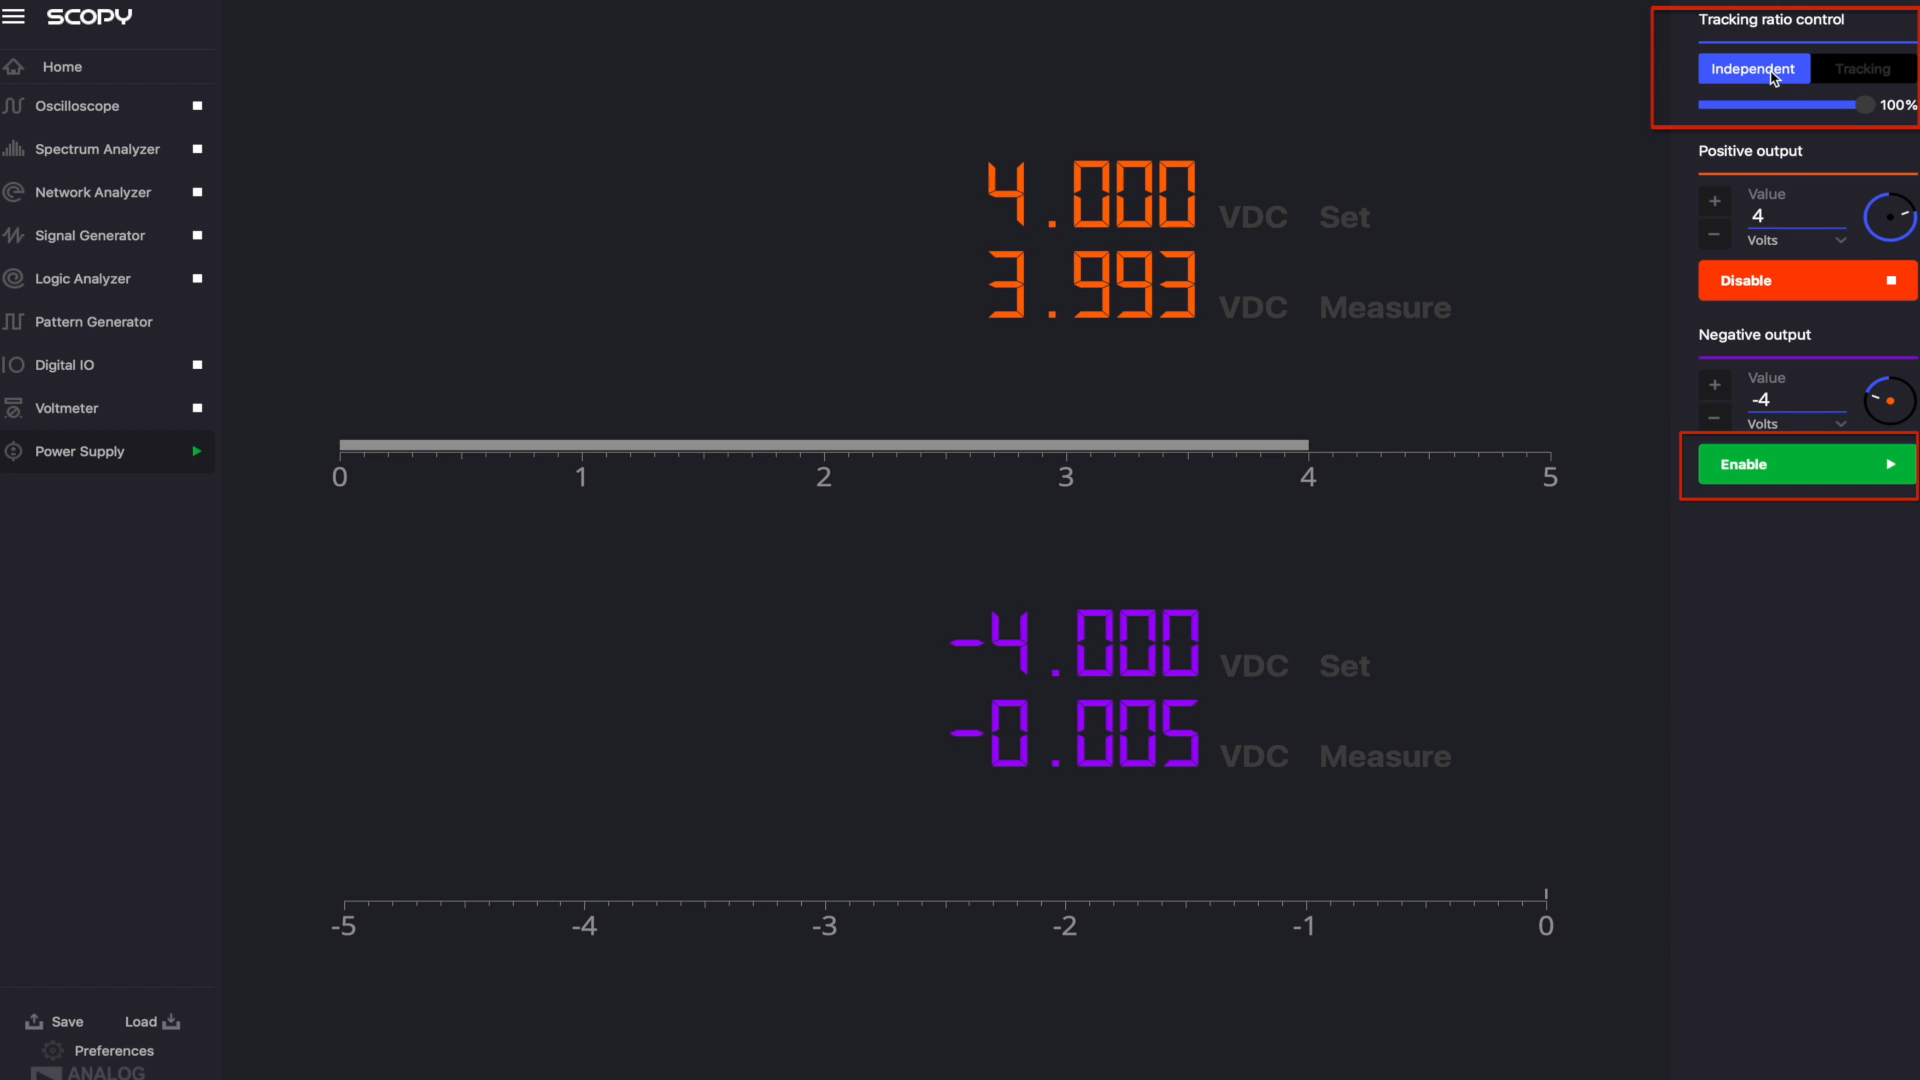 SCOPY
Home
Oscilloscope
Spectrum Analyzer
Network Analyzer
Signal Generator
Logic Analyzer
Pattern Generator
Digital IO
Voltmeter
Power Supply
Save Load
Preferences
ANALOG
4.000 VDC Set
3.993 VDC Measure
0 1 2 3 4 5
-4.000 VDC Set
-0.005 VDC Measure
-5 -4 -3 -2 -1 0
Tracking ratio control
Independent Tracking
100%
Positive output
+ Value
4
- Volts
Disable
Negative output
+ Value
-4
- Volts
Enable